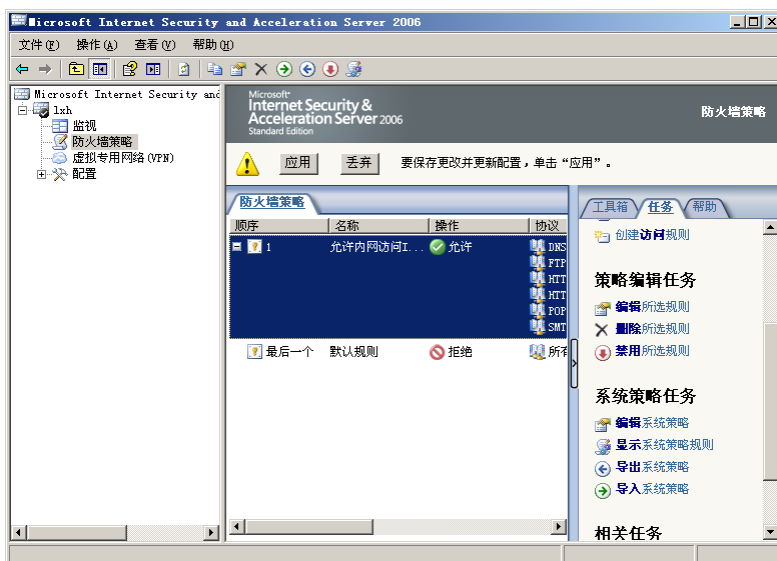 Microsoft Internet Security and Acceleration Server 2006
文件(F) 操作(A) 查看(V) 帮助(H)
Microsoft Internet Security and
lxh
监视
防火墙策略
虚拟专用网络(VPN)
配置
Microsoft
Internet Security &
Acceleration Server 2006
Standard Edition
防火墙策略
应用 丢弃 要保存更改并更新配置，单击“应用”。
防火墙策略
顺序 名称 操作 协议
1 允许内网访问I... 允许 DNS
FTP
HTT
HTT
POP
SMT
最后一个 默认规则 拒绝 所有
工具箱 任务 帮助
创建访问规则
策略编辑任务
编辑所选规则
删除所选规则
禁用所选规则
系统策略任务
编辑系统策略
显示系统策略规则
导出系统策略
导入系统策略
相关任务